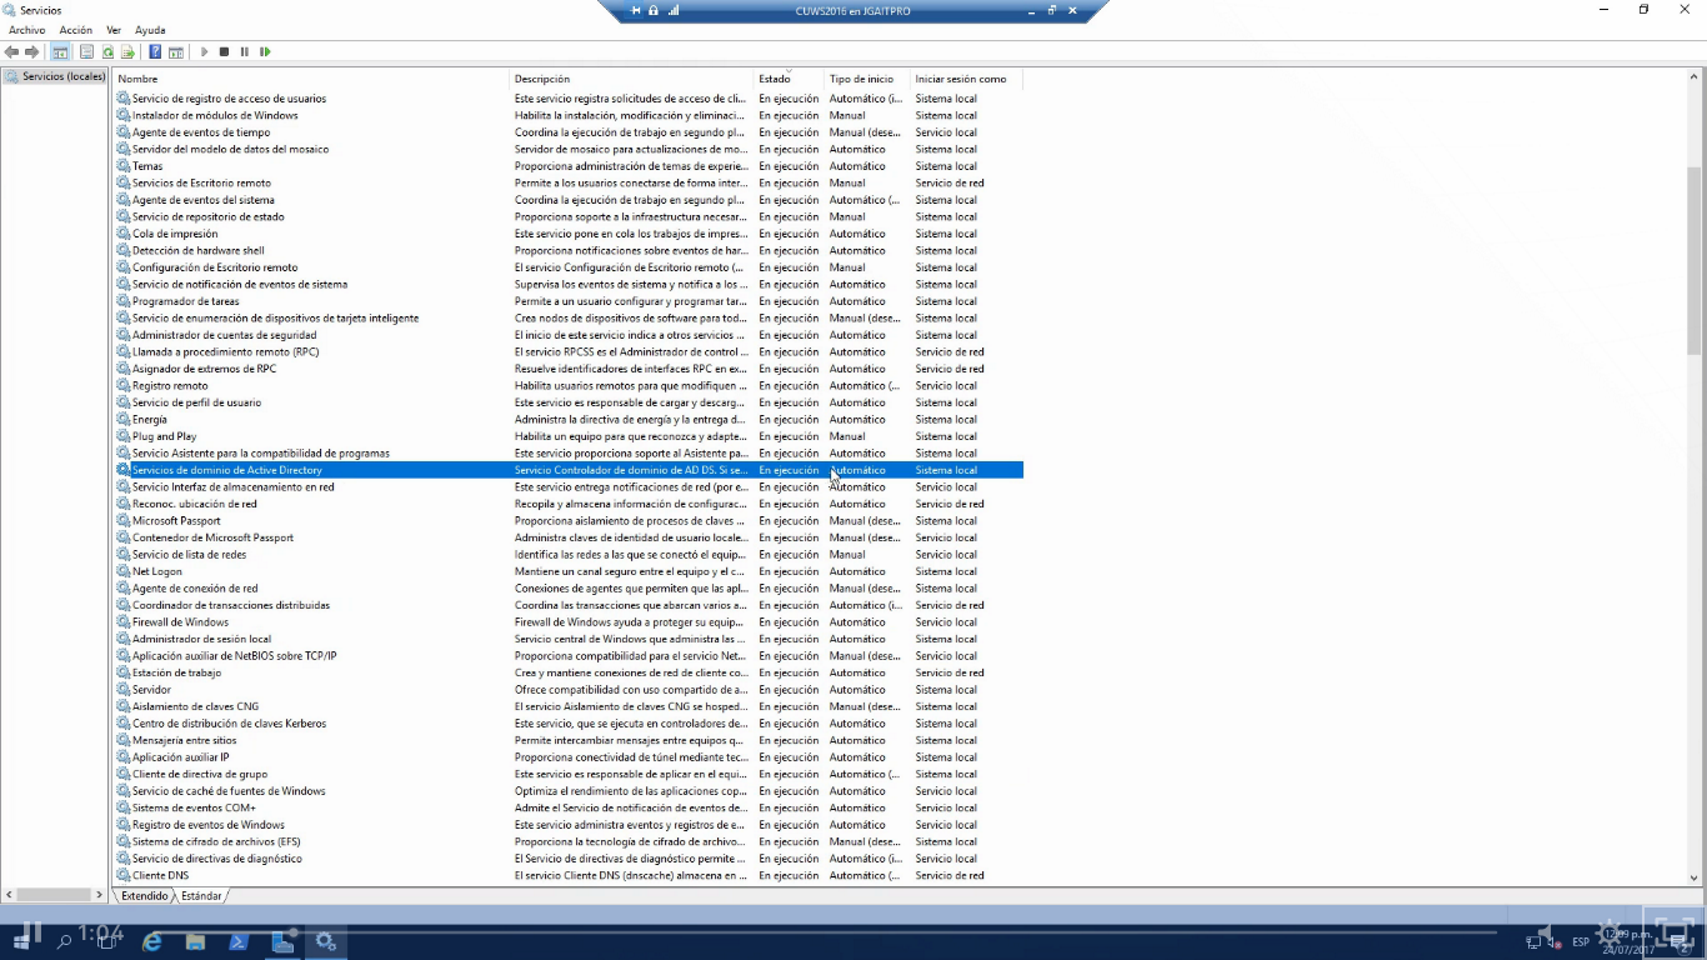 Servicios
CUWS2016 en JGAITPRO
Archivo Acción Ver Ayuda
Servicios (locales)
Nombre Descripción Estado Tipo de inicio Iniciar sesión como
Servicio de registro de acceso de usuarios Este servicio registra solicitudes de acceso de cli... En ejecución Automático (i... Sistema local
Instalador de módulos de Windows Habilita la instalación, modificación y eliminaci... En ejecución Manual Sistema local
Agente de eventos de tiempo Coordina la ejecución de trabajo en segundo pl... En ejecución Manual (dese... Servicio local
Servidor del modelo de datos del mosaico Servidor de mosaico para actualizaciones de mo... En ejecución Automático Sistema local
Temas Proporciona administración de temas de experie... En ejecución Automático Sistema local
Servicios de Escritorio remoto Permite a los usuarios conectarse de forma inter... En ejecución Manual Servicio de red
Agente de eventos del sistema Coordina la ejecución de trabajo en segundo pl... En ejecución Automático (... Sistema local
Servicio de repositorio de estado Proporciona soporte a la infraestructura necesar... En ejecución Manual Sistema local
Cola de impresión Este servicio pone en cola los trabajos de impres... En ejecución Automático Sistema local
Detección de hardware shell Proporciona notificaciones sobre eventos de har... En ejecución Automático Sistema local
Configuración de Escritorio remoto El servicio Configuración de Escritorio remoto (... En ejecución Manual Sistema local
Servicio de notificación de eventos de sistema Supervisa los eventos de sistema y notifica a los ... En ejecución Automático Sistema local
Programador de tareas Permite a un usuario configurar y programar tar... En ejecución Automático Sistema local
Servicio de enumeración de dispositivos de tarjeta inteligente Crea nodos de dispositivos de software para tod... En ejecución Manual (dese... Sistema local
Administrador de cuentas de seguridad El inicio de este servicio indica a otros servicios ... En ejecución Automático Sistema local
Llamada a procedimiento remoto (RPC) El servicio RPCSS es el Administrador de control ... En ejecución Automático Servicio de red
Asignador de extremos de RPC Resuelve identificadores de interfaces RPC en ex... En ejecución Automático Servicio de red
Registro remoto Habilita usuarios remotos para que modifiquen ... En ejecución Automático (... Servicio local
Servicio de perfil de usuario Este servicio es responsable de cargar y descarg... En ejecución Automático Sistema local
Energía Administra la directiva de energía y la entrega d... En ejecución Automático Sistema local
Plug and Play Habilita un equipo para que reconozca y adapte... En ejecución Manual Sistema local
Servicio Asistente para la compatibilidad de programas Este servicio proporciona soporte al Asistente pa... En ejecución Automático Sistema local
Servicios de dominio de Active Directory Servicio Controlador de dominio de AD DS. Si se... En ejecución Automático Sistema local
Servicio Interfaz de almacenamiento en red Este servicio entrega notificaciones de red (por e... En ejecución Automático Servicio local
Reconoc. ubicación de red Recopila y almacena información de configurac... En ejecución Automático Servicio de red
Microsoft Passport Proporciona aislamiento de procesos de claves ... En ejecución Manual (dese... Sistema local
Contenedor de Microsoft Passport Administra claves de identidad de usuario locale... En ejecución Manual (dese... Servicio local
Servicio de lista de redes Identifica las redes a las que se conectó el equip... En ejecución Manual Servicio local
Net Logon Mantiene un canal seguro entre el equipo y el c... En ejecución Automático Sistema local
Agente de conexión de red Conexiones de agentes que permiten que las apl... En ejecución Manual (dese... Sistema local
Coordinador de transacciones distribuidas Coordina las transacciones que abarcan varios a... En ejecución Automático (i... Servicio de red
Firewall de Windows Firewall de Windows ayuda a proteger su equip... En ejecución Automático Servicio local
Administrador de sesión local Servicio central de Windows que administra las ... En ejecución Automático Sistema local
Aplicación auxiliar de NetBIOS sobre TCP/IP Proporciona compatibilidad para el servicio Net... En ejecución Manual (dese... Servicio local
Estación de trabajo Crea y mantiene conexiones de red de cliente co... En ejecución Automático Servicio de red
Servidor Ofrece compatibilidad con uso compartido de a... En ejecución Automático Sistema local
Aislamiento de claves CNG El servicio Aislamiento de claves CNG se hosped... En ejecución Manual (dese... Sistema local
Centro de distribución de claves Kerberos Este servicio, que se ejecuta en controladores de... En ejecución Automático Sistema local
Mensajería entre sitios Permite intercambiar mensajes entre equipos q... En ejecución Automático Sistema local
Aplicación auxiliar IP Proporciona conectividad de túnel mediante tec... En ejecución Automático Sistema local
Cliente de directiva de grupo Este servicio es responsable de aplicar en el equi... En ejecución Automático (... Sistema local
Servicio de caché de fuentes de Windows Optimiza el rendimiento de las aplicaciones cop... En ejecución Automático Servicio local
Sistema de eventos COM+ Admite el Servicio de notificación de eventos de... En ejecución Automático Servicio local
Registro de eventos de Windows Este servicio administra eventos y registros de e... En ejecución Automático Servicio local
Sistema de cifrado de archivos (EFS) Proporciona la tecnología de cifrado de archivo... En ejecución Manual (dese... Sistema local
Servicio de directivas de diagnóstico El Servicio de directivas de diagnóstico permite ... En ejecución Automático (i... Servicio local
Cliente DNS El servicio Cliente DNS (dnscache) almacena en ... En ejecución Automático Servicio de red
Extendido Estándar
1:04
ESP
12:09 p.m.
24/07/2017
2